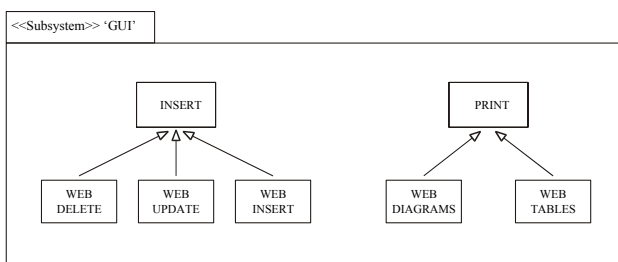 <<Subsystem>> ‘GUI’
INSERT
PRINT
WEB
DELETE
WEB
UPDATE
WEB
INSERT
WEB
DIAGRAMS
WEB
TABLES